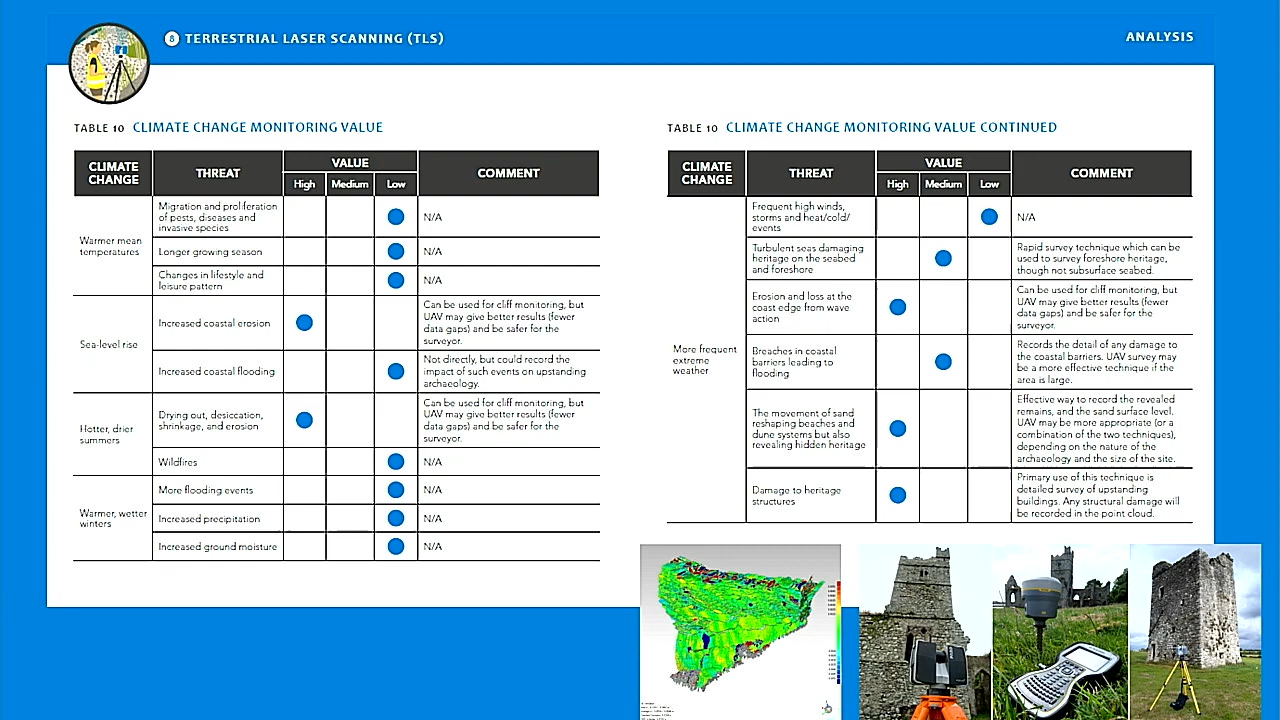 8 TERRESTRIAL LASER SCANNING (TLS)
ANALYSIS
TABLE 10 CLIMATE CHANGE MONITORING VALUE
CLIMATE CHANGE
THREAT
VALUE
COMMENT
High
Medium
Low
Warmer mean
temperatures
Migration and proliferation
of pests, diseases and
invasive species
N/A
Longer growing season
N/A
Changes in lifestyle and
leisure pattern
N/A
Sea-level rise
Increased coastal erosion
Can be used for cliff monitoring, but
UAV may give better results (fewer
data gaps) and be safer for the
surveyor.
Increased coastal flooding
Not directly, but could record the
impact of such events on upstanding
archaeology.
Hotter, drier
summers
Drying out, desiccation,
shrinkage, and erosion
Can be used for cliff monitoring, but
UAV may give better results (fewer
data gaps) and be safer for the
surveyor.
Wildfires
N/A
Warmer, wetter
winters
More flooding events
N/A
Increased precipitation
N/A
Increased ground moisture
N/A
TABLE 10 CLIMATE CHANGE MONITORING VALUE CONTINUED
CLIMATE CHANGE
THREAT
VALUE
COMMENT
High
Medium
Low
More frequent
extreme
weather
Frequent high winds,
storms and heat/cold/
events
N/A
Turbulent seas damaging
heritage on the seabed
and foreshore
Rapid survey technique which can be
used to survey foreshore heritage,
though not subsurface seabed.
Erosion and loss at the
coast edge from wave
action
Can be used for cliff monitoring, but
UAV may give better results (fewer
data gaps) and be safer for the
surveyor.
Breaches in coastal
barriers leading to
flooding
Records the detail of any damage to
the coastal barriers. UAV survey may
be a more effective technique if the
area is large.
The movement of sand
reshaping beaches and
dune systems but also
revealing hidden heritage
Effective way to record the revealed
remains, and the sand surface level.
UAV may be more appropriate (or a
combination of the two techniques),
depending on the nature of the
archaeology and the size of the site.
Damage to heritage
structures
Primary use of this technique is
detailed survey of upstanding
buildings. Any structural damage will
be recorded in the point cloud.